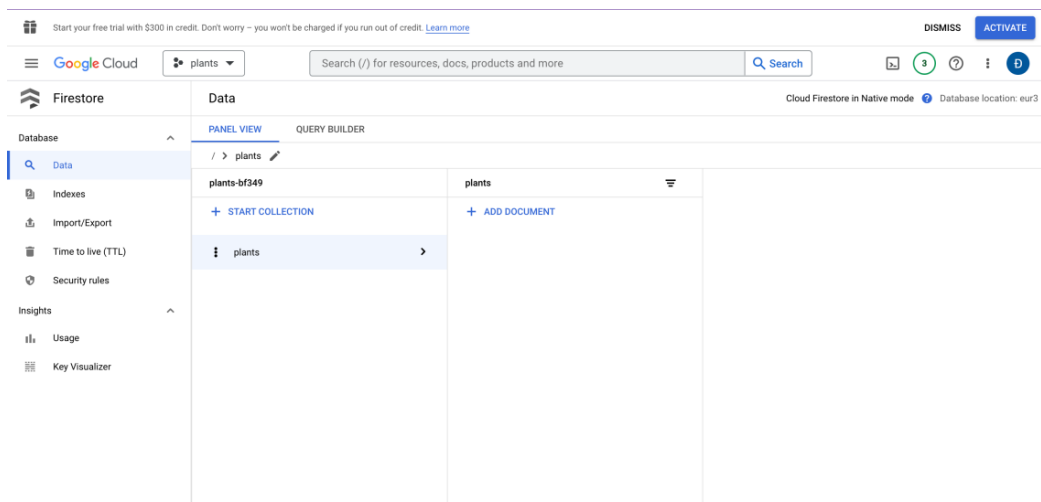 Start your free trial with $300 in credit. Don't worry – you won't be charged if you run out of credit. Learn more
DISMISS
ACTIVATE
Google Cloud
plants
Search (/) for resources, docs, products and more
Search
3
Đ
Firestore
Data
Cloud Firestore in Native mode
Database location: eur3
Database
Data
Indexes
Import/Export
Time to live (TTL)
Security rules
Insights
Usage
Key Visualizer
PANEL VIEW
QUERY BUILDER
/ > plants
plants-bf349
+ START COLLECTION
plants
plants
+ ADD DOCUMENT